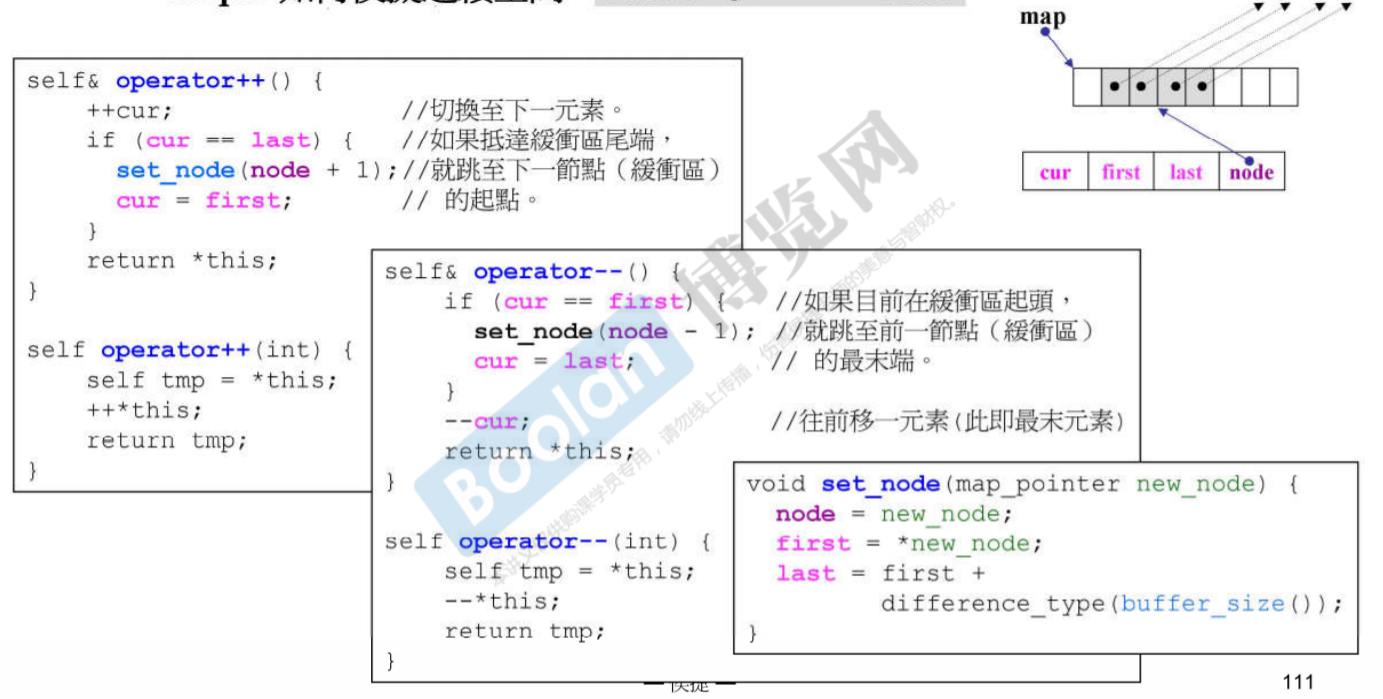 map
self& operator++() {
++cur; //切換至下一元素。
if (cur == last) { //如果抵達緩衝區尾端，
set_node(node + 1);//就跳至下一節點（緩衝區）
cur = first; // 的起點。
}
return *this;
}
self operator++(int) {
self tmp = *this;
++*this;
return tmp;
}
cur first last node
self& operator--() {
if (cur == first) { //如果目前在緩衝區起頭，
set_node(node - 1); //就跳至前一節點（緩衝區）
cur = last; // 的最末端。
}
--cur; //往前移一元素(此即最末元素)
return *this;
}
self operator--(int) {
self tmp = *this;
--*this;
return tmp;
}
void set_node(map_pointer new_node) {
node = new_node;
first = *new_node;
last = first +
difference_type(buffer_size());
}
Boolan 博览网
111